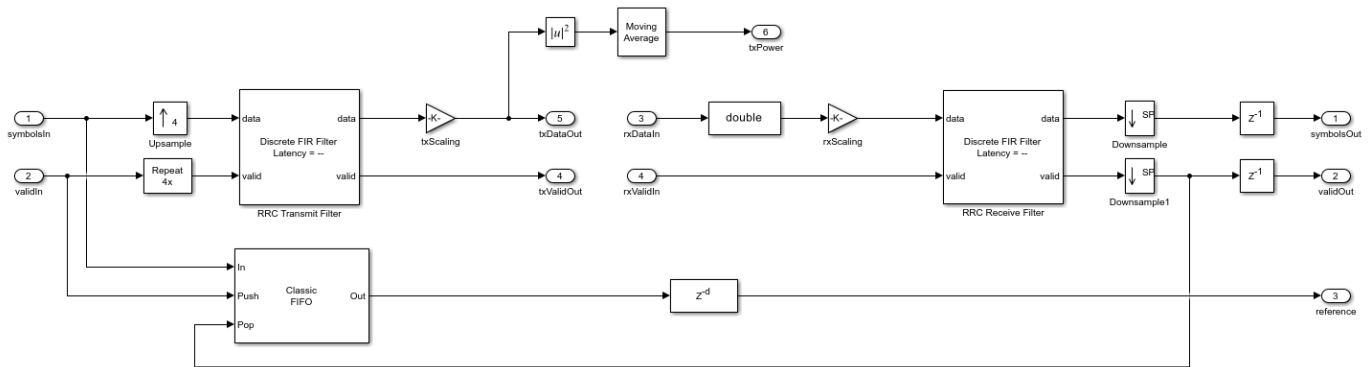 |u|²
Moving
Average
6
txPower
1
symbolsIn
4
Upsample
data
data
Discrete FIR Filter
Latency = --
valid
valid
RRC Transmit Filter
-K-
txScaling
5
txDataOut
3
rxDataIn
double
-K-
rxScaling
data
data
Discrete FIR Filter
Latency = --
valid
valid
RRC Receive Filter
SP
Downsample
Z⁻¹
1
symbolsOut
2
validIn
Repeat
4x
4
txValidOut
4
rxValidIn
SP
Downsample1
Z⁻¹
2
validOut
In
Push
Pop
Classic
FIFO
Out
Z⁻ᵈ
3
reference